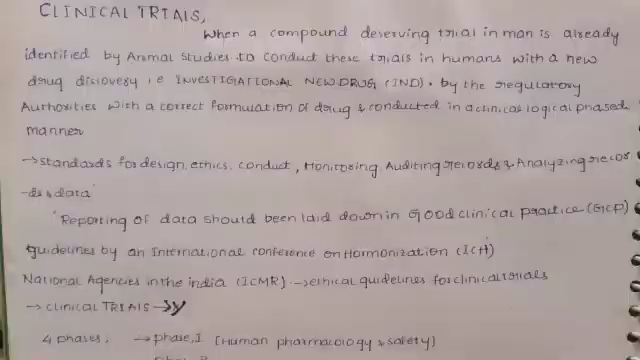 CLINICAL TRIALS,
When a compound deserving trial in man is already
identified by Animal Studies to conduct these trials in humans with a new
drug discovery i.e INVESTIGATIONAL NEW DRUG (IND). by the regulatory
Authorities with a correct formulation of drug & conducted in a clinical logical phased
manner
→ standards for design, ethics, conduct, Monitoring, Auditing records & Analyzing recor
-ds & data
"Reporting of data should been laid down in Good clinical practice (GCP)
guidelines by an International conference on Harmonization (ICH)
National Agencies in the india (ICMR) → ethical guidelines for clinical trials
→ CLINICAL TRIALS →
4 phases, → phase, I [Human pharmacology & safety]